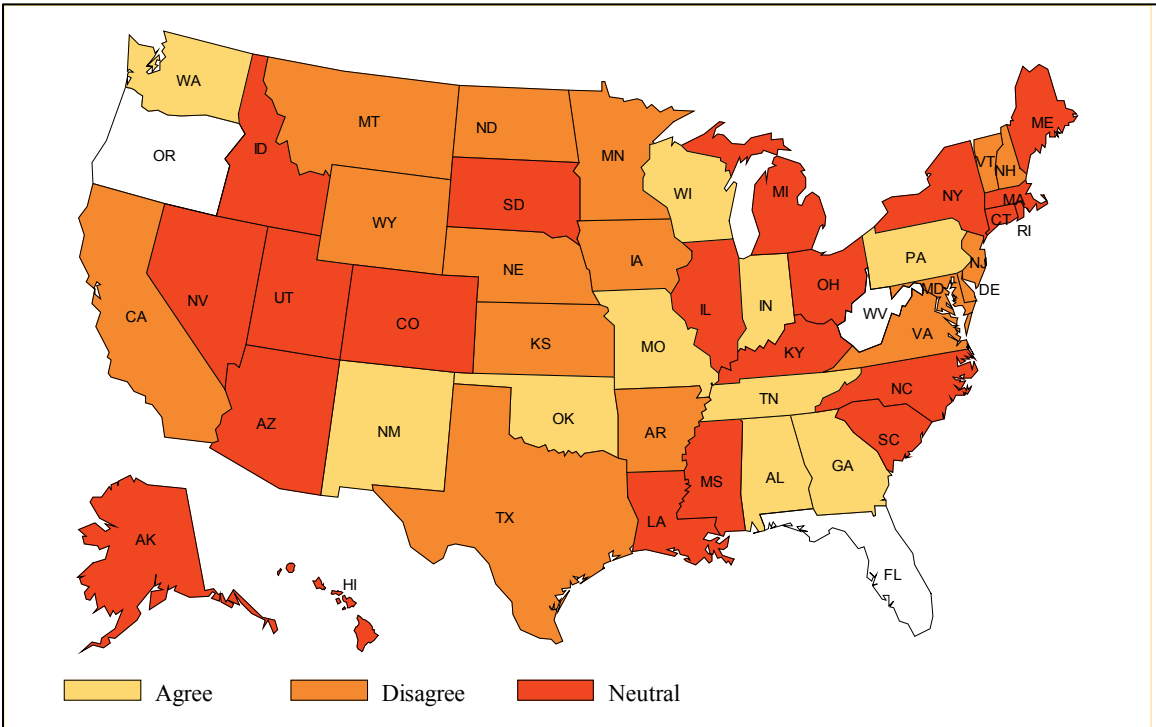 WA
MT
ND
MN
ME
OR
ID
SD
WI
MI
VT
NH
NY
MA
CT
RI
WY
NE
IA
PA
NJ
NV
UT
CO
CA
IL
IN
OH
WV
MD
DE
VA
KS
MO
KY
AZ
NM
OK
AR
TN
NC
SC
TX
LA
MS
AL
GA
AK
HI
FL
Agree
Disagree
Neutral